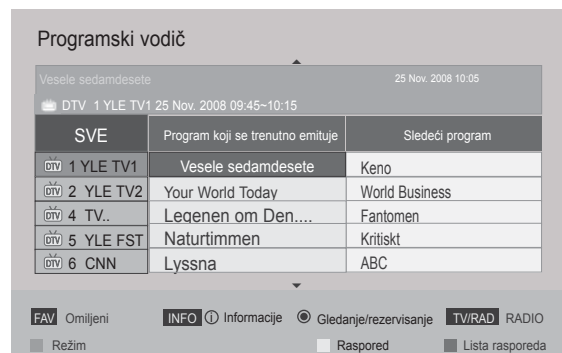 Programski vodič
Vesele sedamdesete 25 Nov. 2008 10:05
DTV 1 YLE TV1 25 Nov. 2008 09:45~10:15
SVE Program koji se trenutno emituje Sledeći program
DTV 1 YLE TV1 Vesele sedamdesete Keno
DTV 2 YLE TV2 Your World Today World Business
DTV 4 TV.. Legenen om Den.... Fantomen
DTV 5 YLE FST Naturtimmen Kritiskt
DTV 6 CNN Lyssna ABC
FAV Omiljeni INFO i Informacije Gledanje/rezervisanje TV/RAD RADIO
Režim Raspored Lista rasporeda